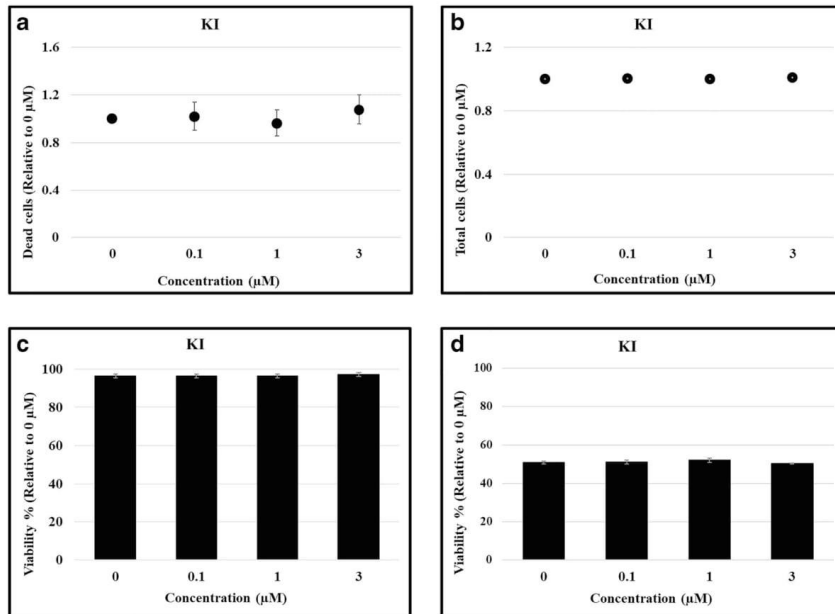 a
KI
Dead cells (Relative to 0 µM)
1.6
1.2
0.8
0.4
0
0 0.1 1 3
Concentration (µM)
b
KI
Total cells (Relative to 0 µM)
1.2
0.8
0.4
0
0 0.1 1 3
Concentration (µM)
c
KI
Viability % (Relative to 0 µM)
100
80
60
40
20
0
0 0.1 1 3
Concentration (µM)
d
KI
Viability % (Relative to 0 µM)
100
80
60
40
20
0
0 0.1 1 3
Concentration (µM)